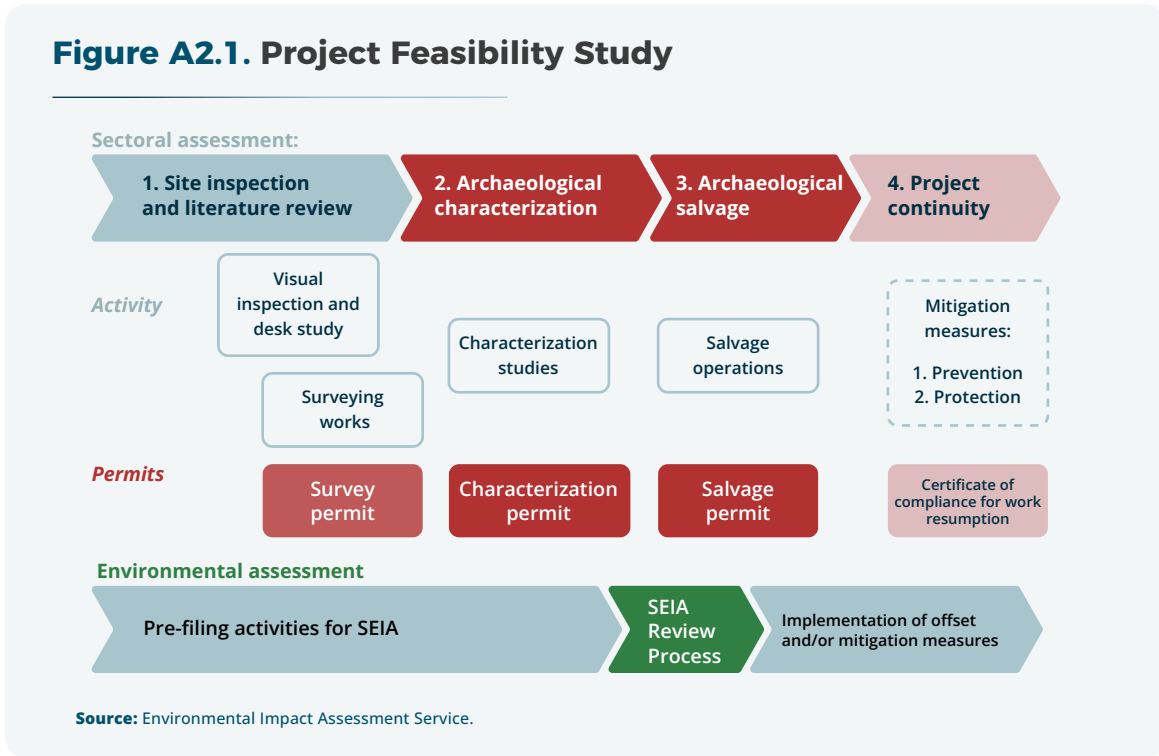 Figure A2.1. Project Feasibility Study
Sectoral assessment:
1. Site inspection
and literature review
2. Archaeological
characterization
3. Archaeological
salvage
4. Project
continuity
Activity
Visual
inspection and
desk study
Surveying
works
Characterization
studies
Salvage
operations
Mitigation
measures:
1. Prevention
2. Protection
Permits
Survey
permit
Characterization
permit
Salvage
permit
Certificate of
compliance for work
resumption
Environmental assessment
Pre-filing activities for SEIA
SEIA
Review
Process
Implementation of offset
and/or mitigation measures
Source: Environmental Impact Assessment Service.